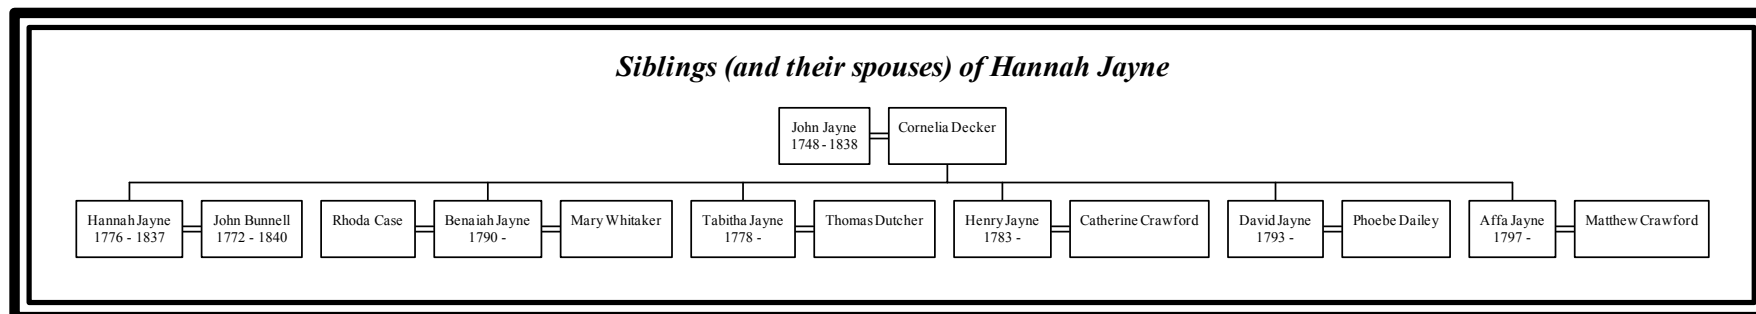 Siblings (and their spouses) of Hannah Jayne
John Jayne
1748 - 1838
Cornelia Decker
Hannah Jayne
1776 - 1837
John Bunnell
1772 - 1840
Rhoda Case
Benaiah Jayne
1790 -
Mary Whitaker
Tabitha Jayne
1778 -
Thomas Dutcher
Henry Jayne
1783 -
Catherine Crawford
David Jayne
1793 -
Phoebe Dailey
Affa Jayne
1797 -
Matthew Crawford